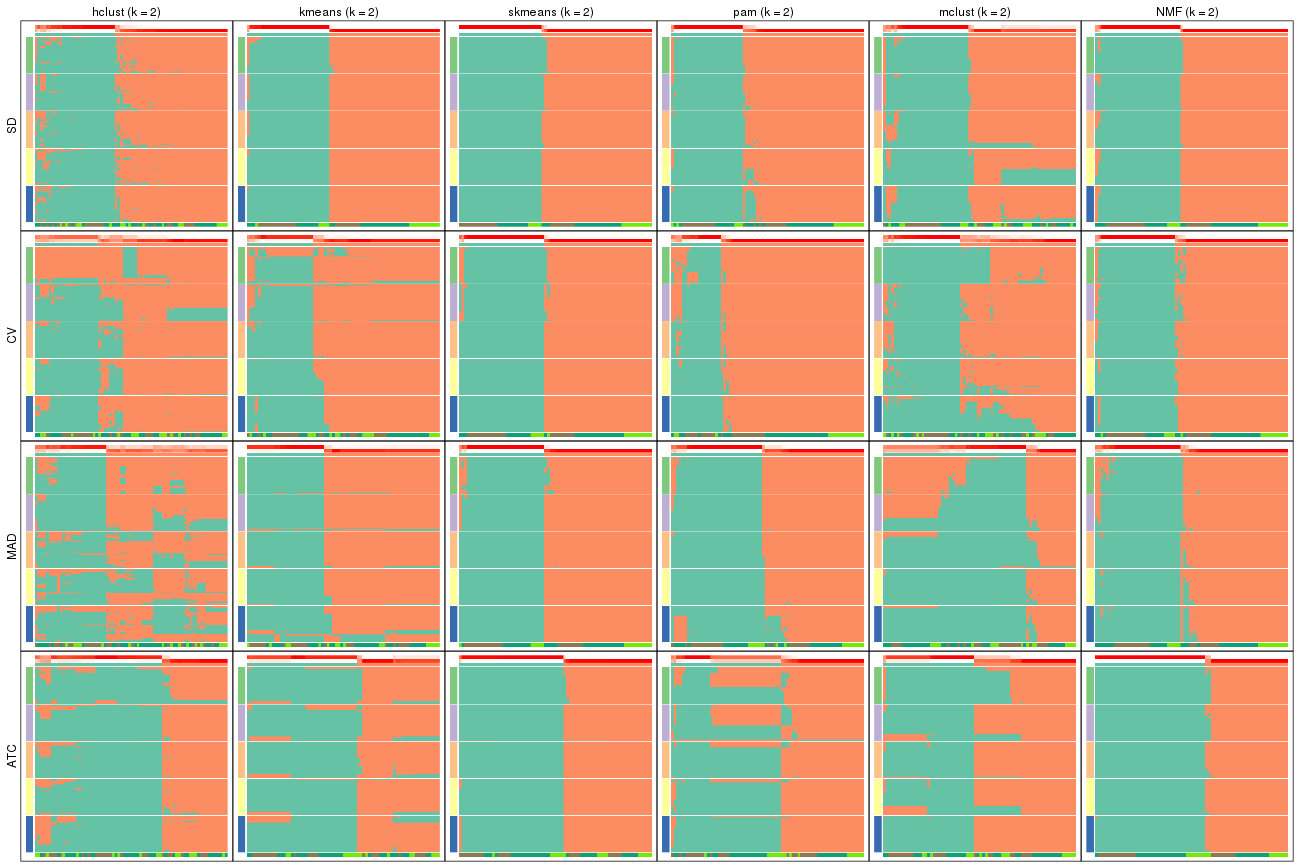 hclust (k = 2)
kmeans (k = 2)
skmeans (k = 2)
pam (k = 2)
mclust (k = 2)
NMF (k = 2)
SD
CV
MAD
ATC